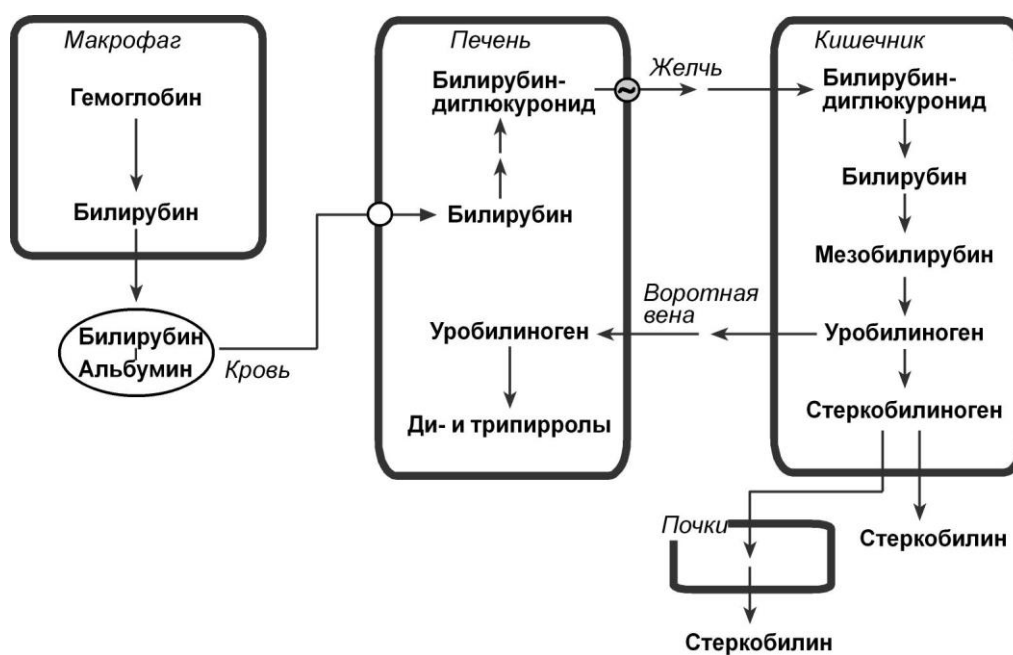 Макрофаг
Гемоглобин
Билирубин
Билирубин
Альбумин
Кровь
Печень
Билирубин-
диглюкуронид
Билирубин
Уробилиноген
Ди- и трипирролы
~
Желчь
Воротная
вена
Кишечник
Билирубин-
диглюкуронид
Билирубин
Мезобилирубин
Уробилиноген
Стеркобилиноген
Стеркобилин
Почки
Стеркобилин